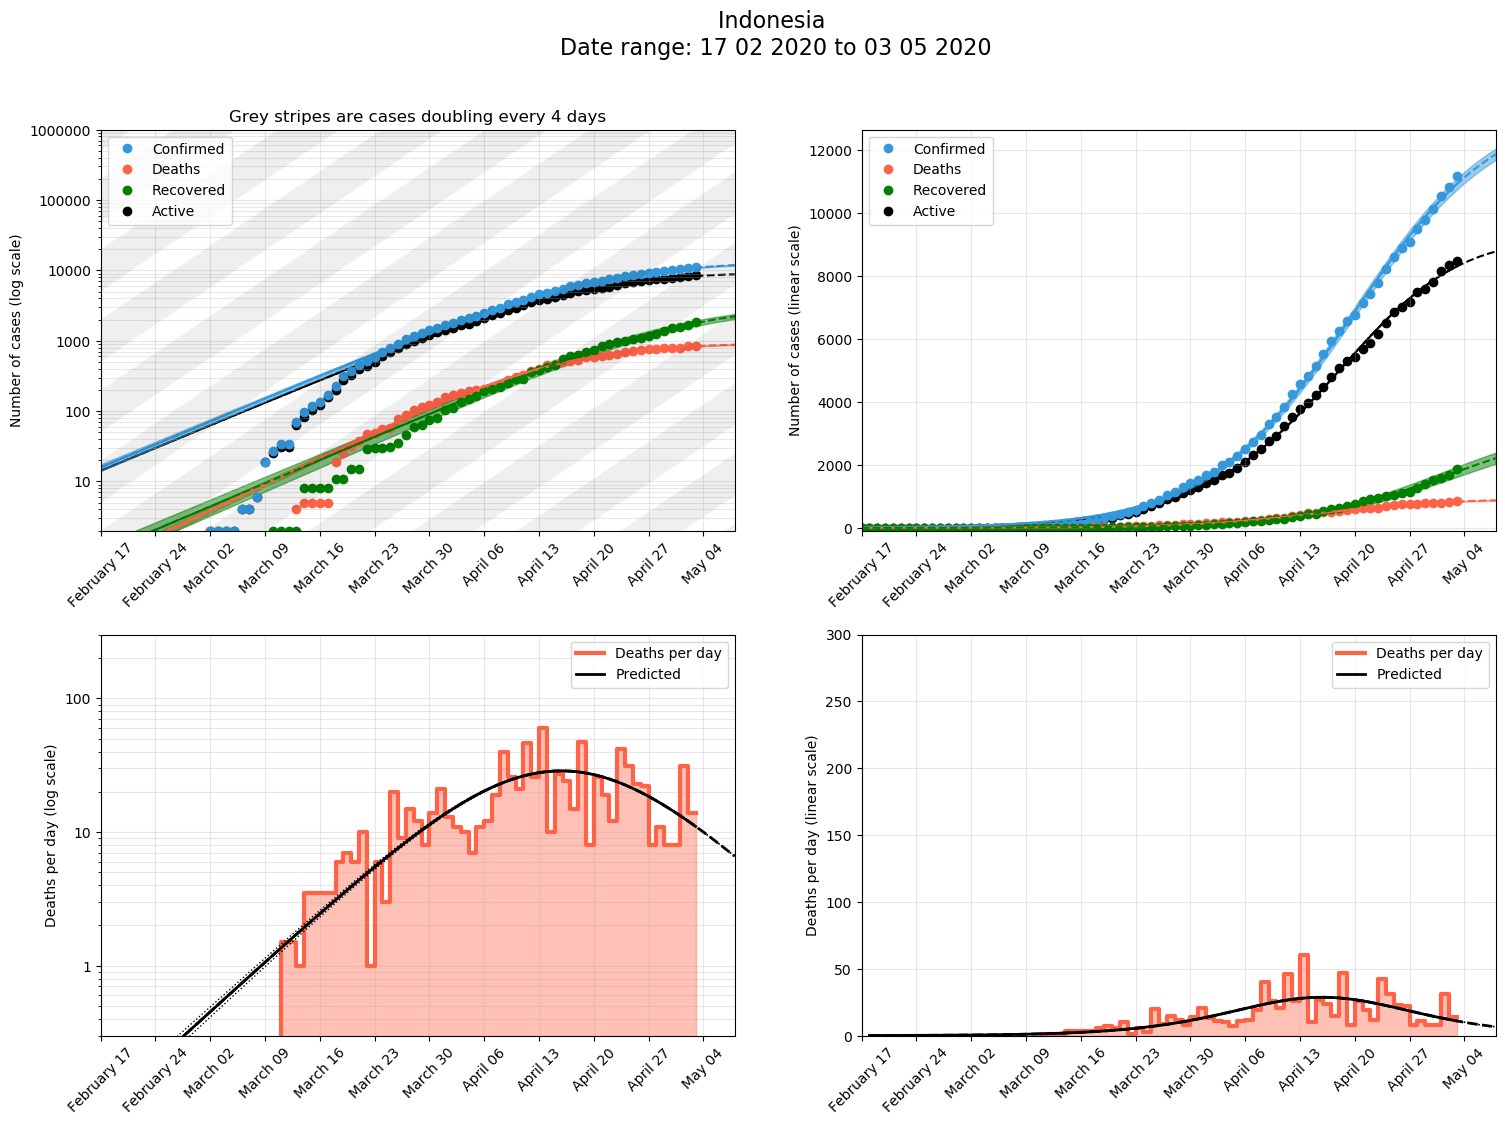 Indonesia
Date range: 17 02 2020 to 03 05 2020
Grey stripes are cases doubling every 4 days
Number of cases (log scale)
1000000
100000
10000
1000
100
10
Confirmed
Deaths
Recovered
Active
February 17
February 24
March 02
March 09
March 16
March 23
March 30
April 06
April 13
April 20
April 27
May 04
Number of cases (linear scale)
12000
10000
8000
6000
4000
2000
0
Confirmed
Deaths
Recovered
Active
February 17
February 24
March 02
March 09
March 16
March 23
March 30
April 06
April 13
April 20
April 27
May 04
Deaths per day (log scale)
100
10
1
Deaths per day
Predicted
February 17
February 24
March 02
March 09
March 16
March 23
March 30
April 06
April 13
April 20
April 27
May 04
Deaths per day (linear scale)
300
250
200
150
100
50
0
Deaths per day
Predicted
February 17
February 24
March 02
March 09
March 16
March 23
March 30
April 06
April 13
April 20
April 27
May 04